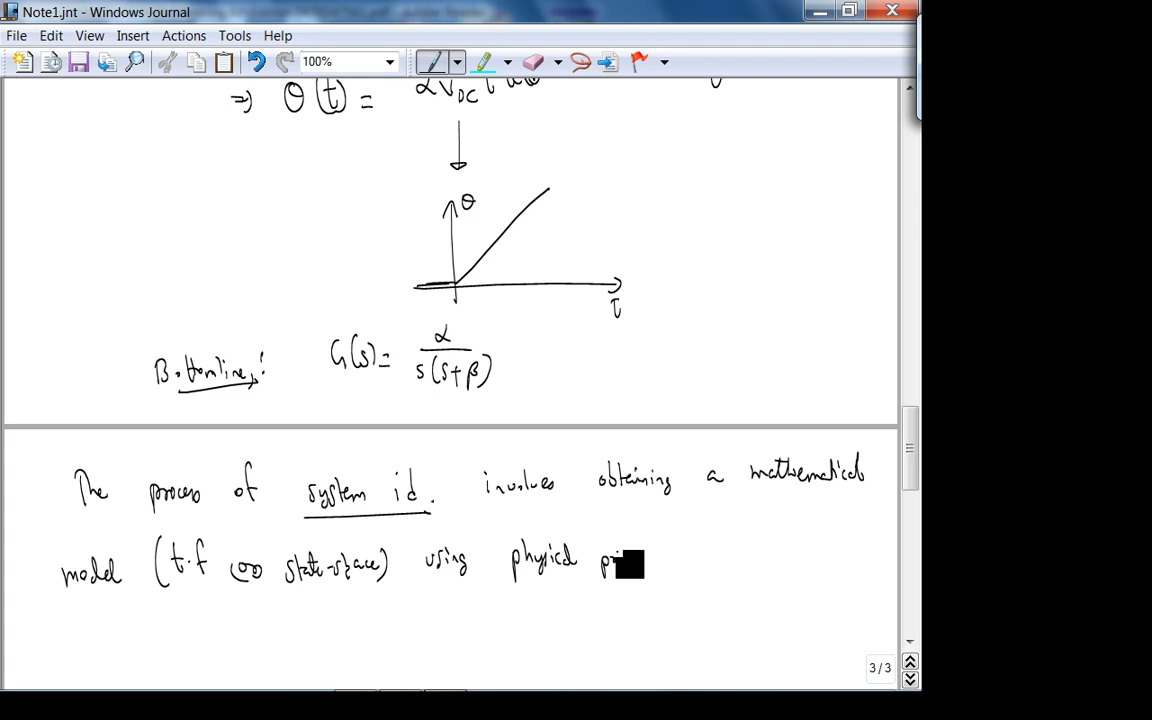 Note1.jnt - Windows Journal
File Edit View Insert Actions Tools Help
100%
⇒ θ(t) = αV_DC
θ
τ
Bottomline: G(s) = α / s(s+β)
3/3
The process of system id. involves obtaining a mathematical
model (t.f or state-space) using physical